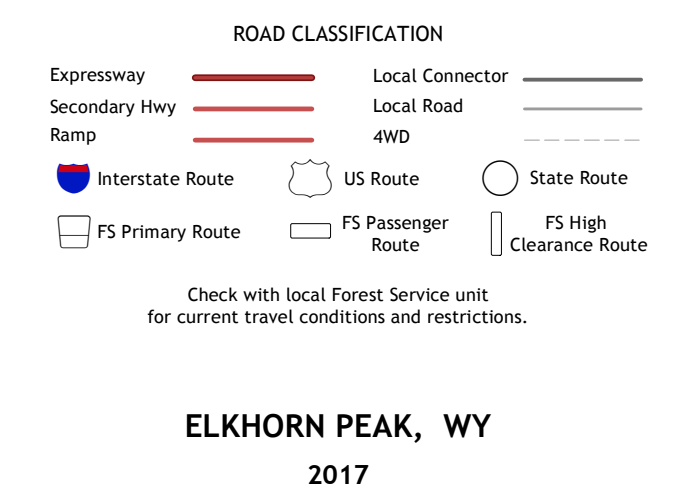 ROAD CLASSIFICATION
Expressway
Local Connector
Secondary Hwy
Local Road
Ramp
4WD
Interstate Route
US Route
State Route
FS Primary Route
FS Passenger
Route
FS High
Clearance Route
Check with local Forest Service unit
for current travel conditions and restrictions.
ELKHORN PEAK, WY
2017